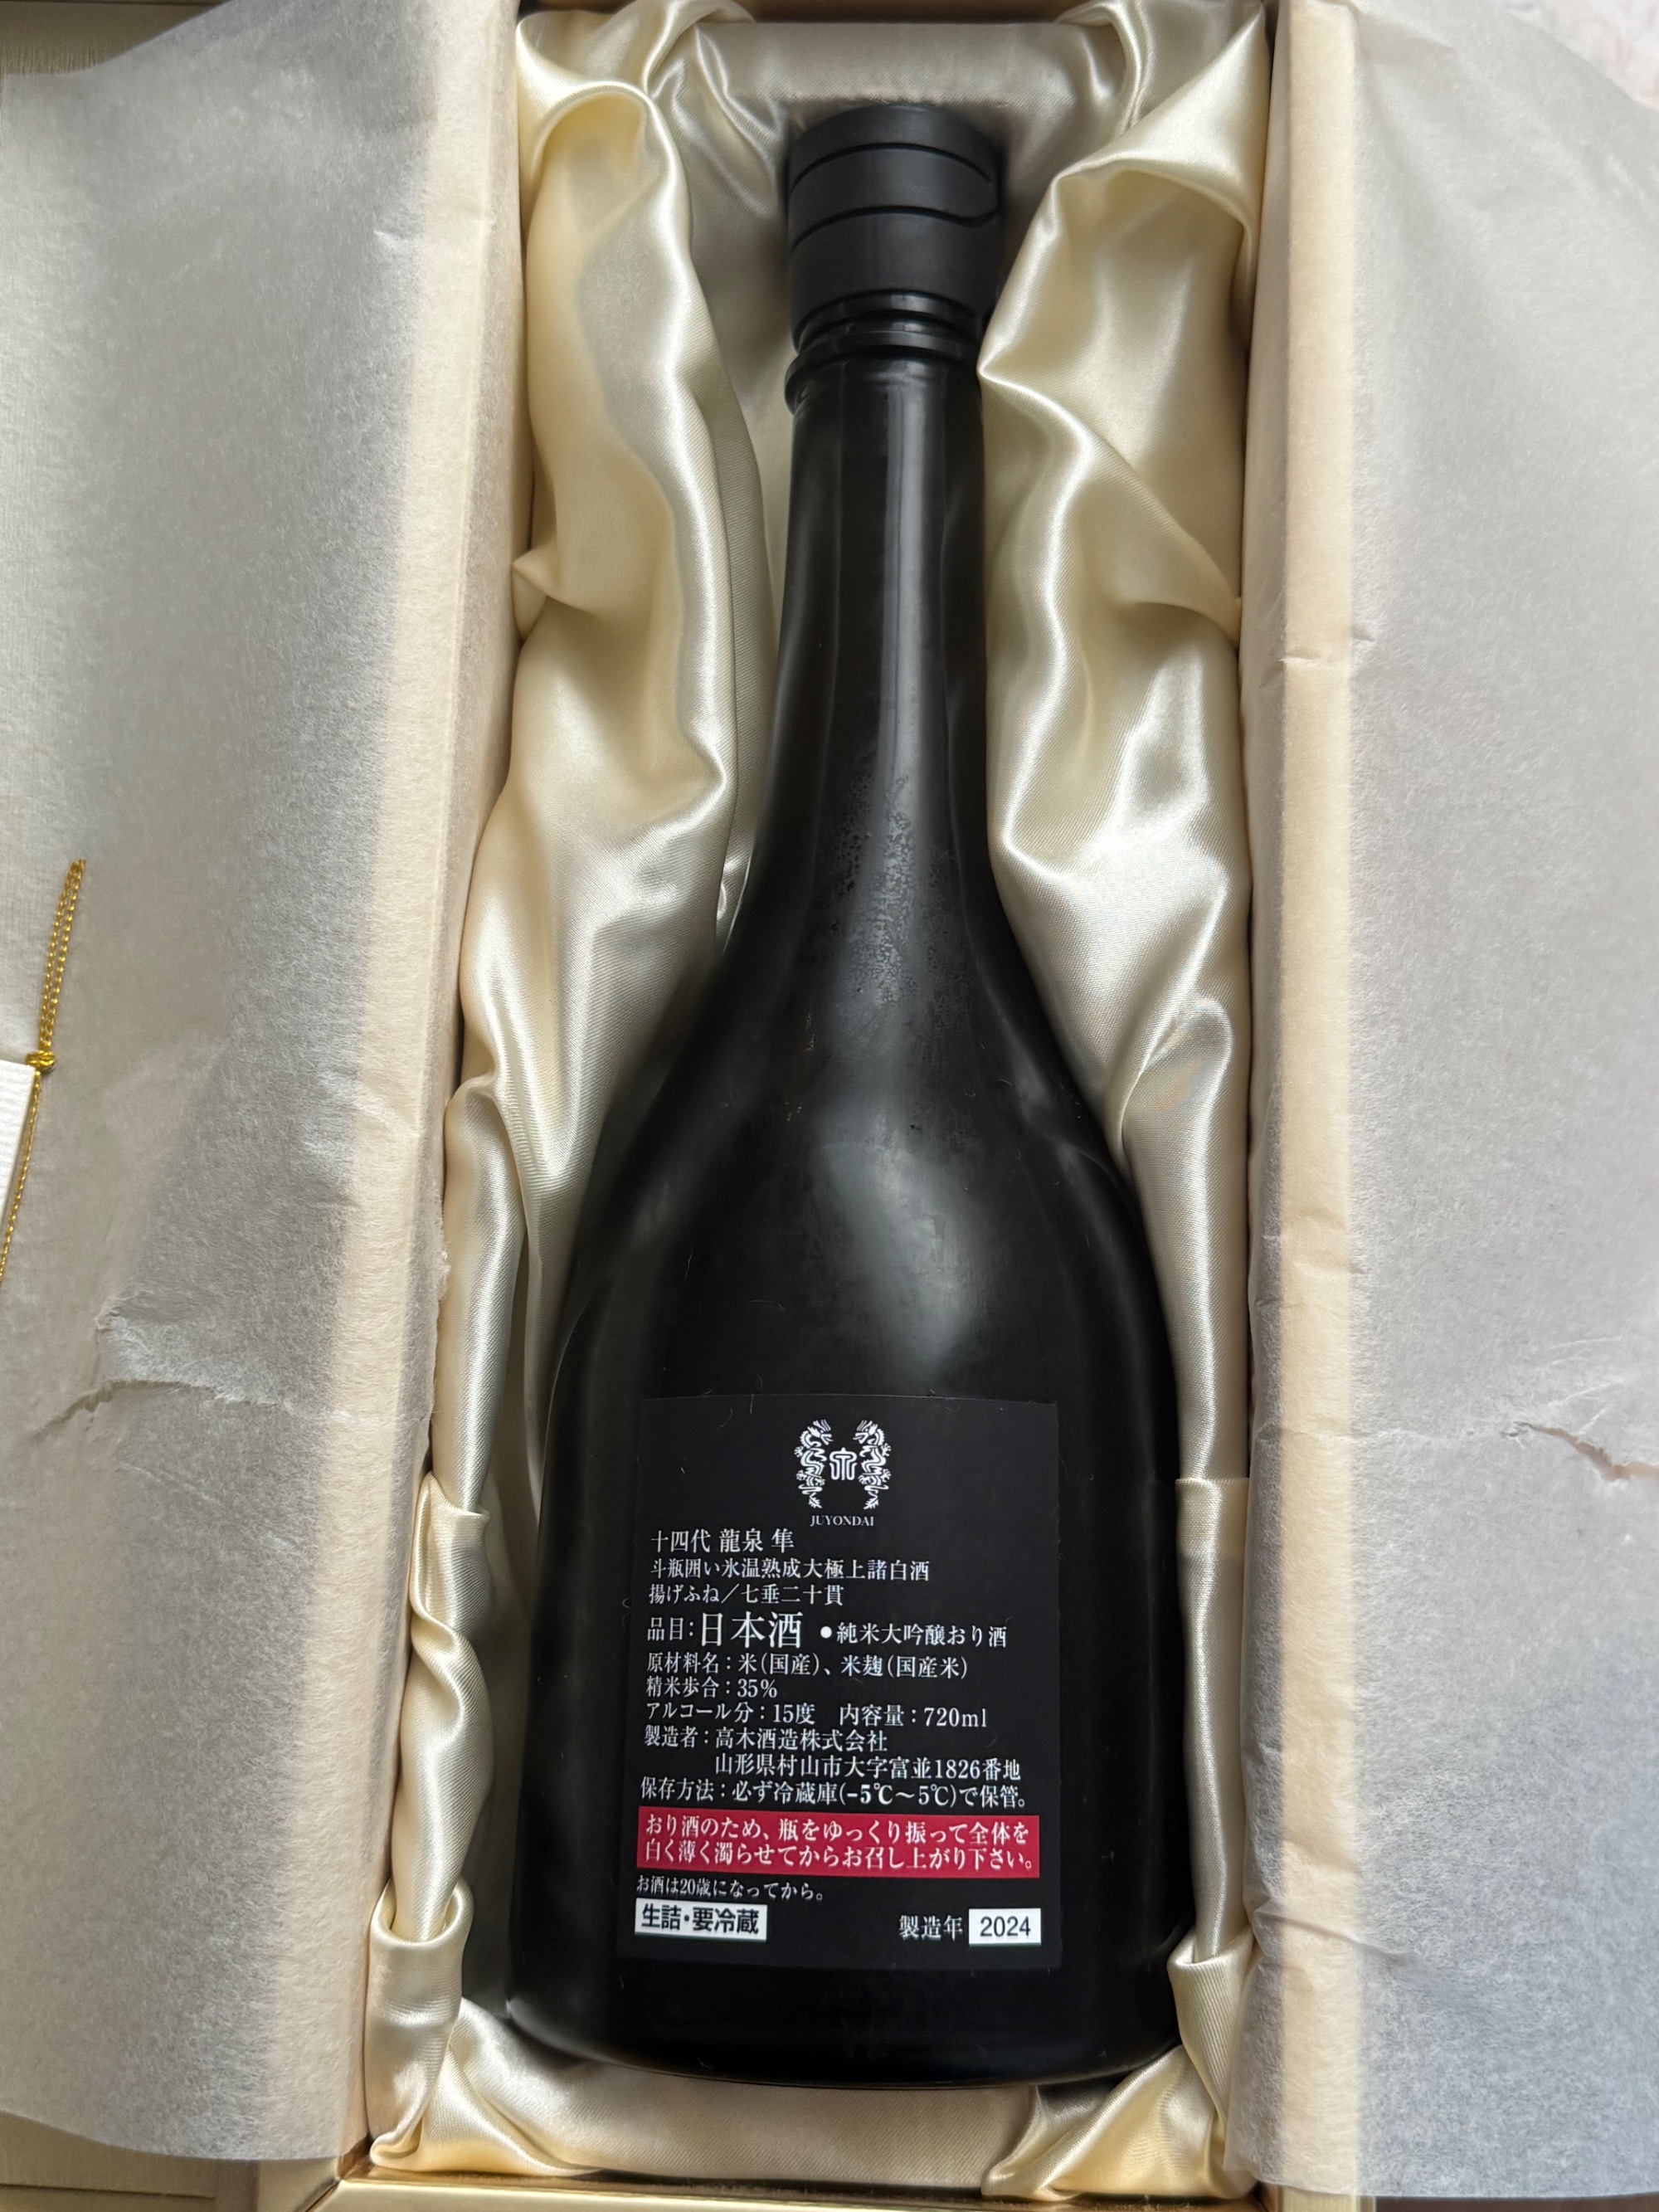 泉
JUYONDAI
十四代 龍泉 隼
斗瓶囲い氷温熟成大極上諸白酒
揚げふね／七垂二十貫
品目：日本酒 ●純米大吟醸おり酒
原材料名：米（国産）、米麹（国産米）
精米歩合：35％
アルコール分：15度 内容量：720ml
製造者：高木酒造株式会社
山形県村山市大字富並1826番地
保存方法：必ず冷蔵庫（-5℃～5℃）で保管。
おり酒のため、瓶をゆっくり振って全体を
白く薄く濁らせてからお召し上がり下さい。
お酒は20歳になってから。
生詰・要冷蔵 製造年 2024